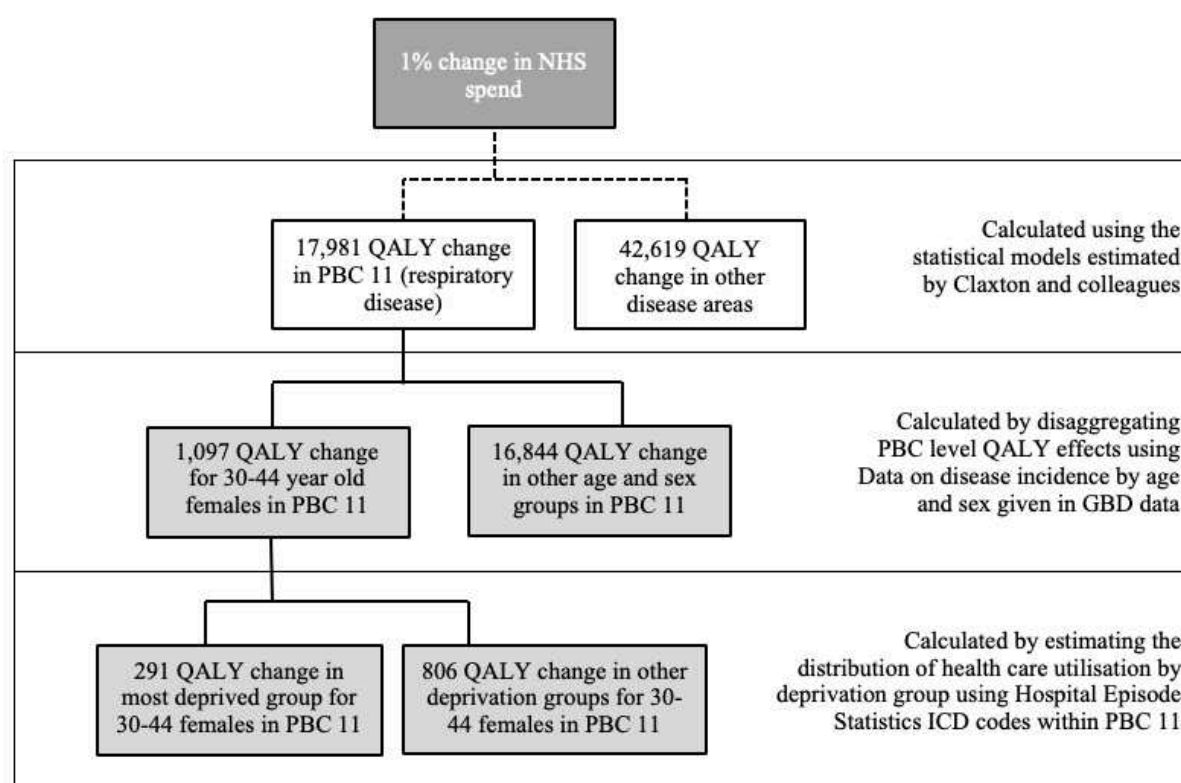 1% change in NHS
spend
17,981 QALY change
in PBC 11 (respiratory
disease)
42,619 QALY
change in other
disease areas
Calculated using the
statistical models estimated
by Claxton and colleagues
1,097 QALY change
for 30-44 year old
females in PBC 11
16,844 QALY change
in other age and sex
groups in PBC 11
Calculated by disaggregating
PBC level QALY effects using
Data on disease incidence by age
and sex given in GBD data
291 QALY change in
most deprived group for
30-44 females in PBC 11
806 QALY change in other
deprivation groups for 30-
44 females in PBC 11
Calculated by estimating the
distribution of health care utilisation by
deprivation group using Hospital Episode
Statistics ICD codes within PBC 11